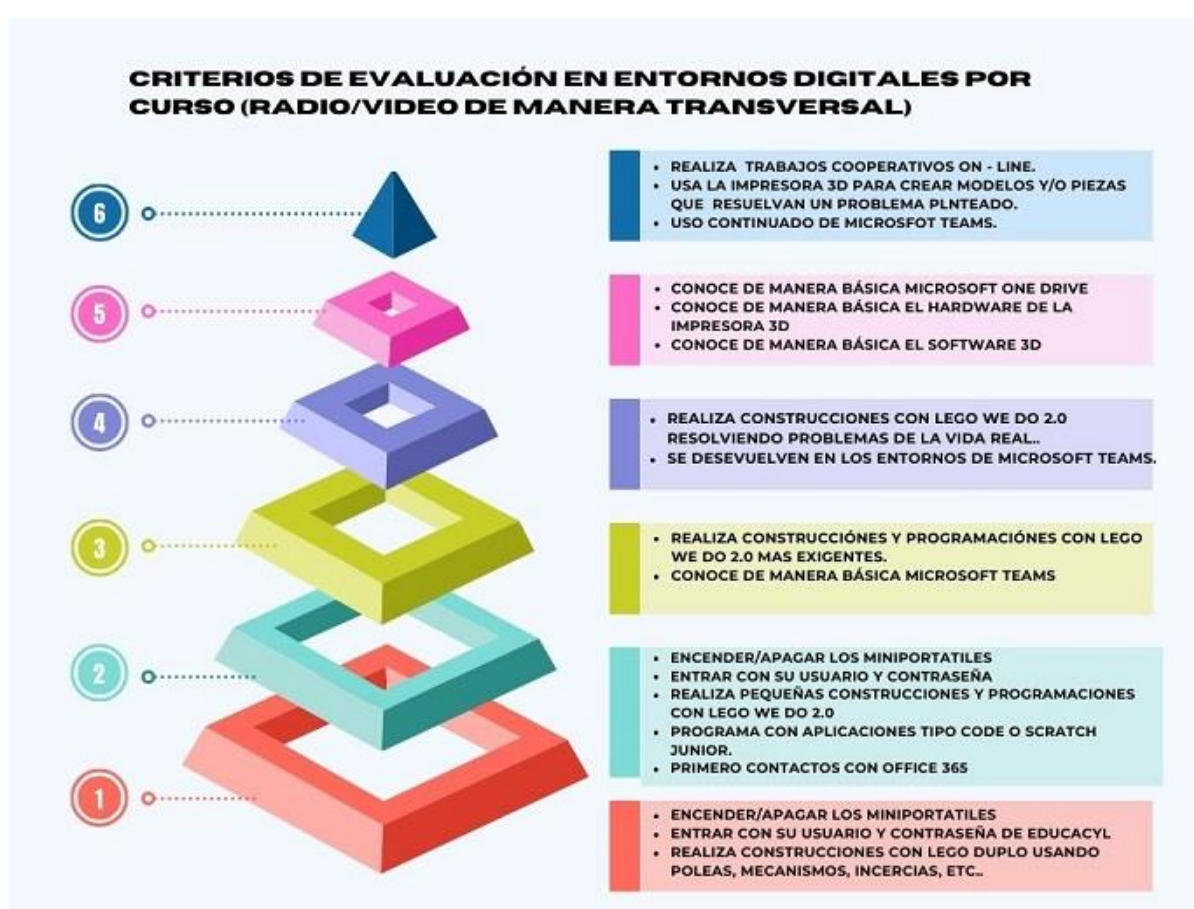 CRITERIOS DE EVALUACIÓN EN ENTORNOS DIGITALES POR
CURSO (RADIO/VIDEO DE MANERA TRANSVERSAL)
6
• REALIZA TRABAJOS COOPERATIVOS ON - LINE.
• USA LA IMPRESORA 3D PARA CREAR MODELOS Y/O PIEZAS
QUE RESUELVAN UN PROBLEMA PLNTEADO.
• USO CONTINUADO DE MICROSFOT TEAMS.
5
• CONOCE DE MANERA BÁSICA MICROSOFT ONE DRIVE
• CONOCE DE MANERA BÁSICA EL HARDWARE DE LA
IMPRESORA 3D
• CONOCE DE MANERA BÁSICA EL SOFTWARE 3D
4
• REALIZA CONSTRUCCIONES CON LEGO WE DO 2.0
RESOLVIENDO PROBLEMAS DE LA VIDA REAL..
• SE DESEVUELVEN EN LOS ENTORNOS DE MICROSOFT TEAMS.
3
• REALIZA CONSTRUCCIÓNES Y PROGRAMACIÓNES CON LEGO
WE DO 2.0 MAS EXIGENTES.
• CONOCE DE MANERA BÁSICA MICROSOFT TEAMS
2
• ENCENDER/APAGAR LOS MINIPORTATILES
• ENTRAR CON SU USUARIO Y CONTRASEÑA
• REALIZA PEQUEÑAS CONSTRUCCIONES Y PROGRAMACIONES
CON LEGO WE DO 2.0
• PROGRAMA CON APLICACIONES TIPO CODE O SCRATCH
JUNIOR.
• PRIMERO CONTACTOS CON OFFICE 365
1
• ENCENDER/APAGAR LOS MINIPORTATILES
• ENTRAR CON SU USUARIO Y CONTRASEÑA DE EDUCACYL
• REALIZA CONSTRUCCIONES CON LEGO DUPLO USANDO
POLEAS, MECANISMOS, INCERCIAS, ETC..